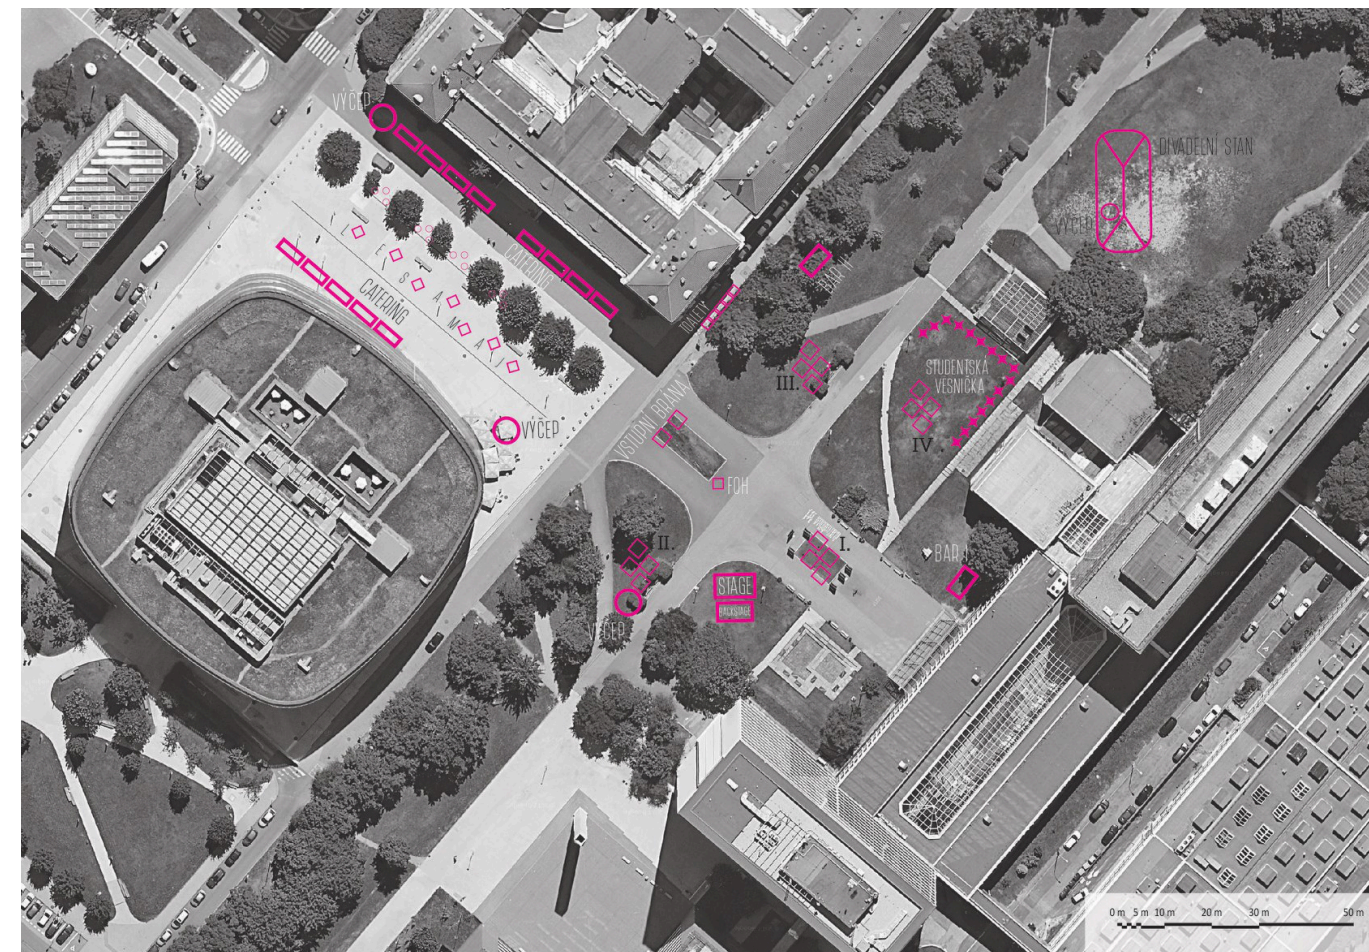 VÝČEP
DIVADELNÍ STAN
VÝČEP
CATERING
L E S A I M A J
CATERING
TOALETY
STUDENTSKÁ
VESNIČKA
III.
IV.
VSTUPNÍ BRÁNA
VÝČEP
FOH
II.
I.
BAR
STAGE
BACKSTAGE
VÝČEP
0 m 5 m 10 m 20 m 30 m 50 m